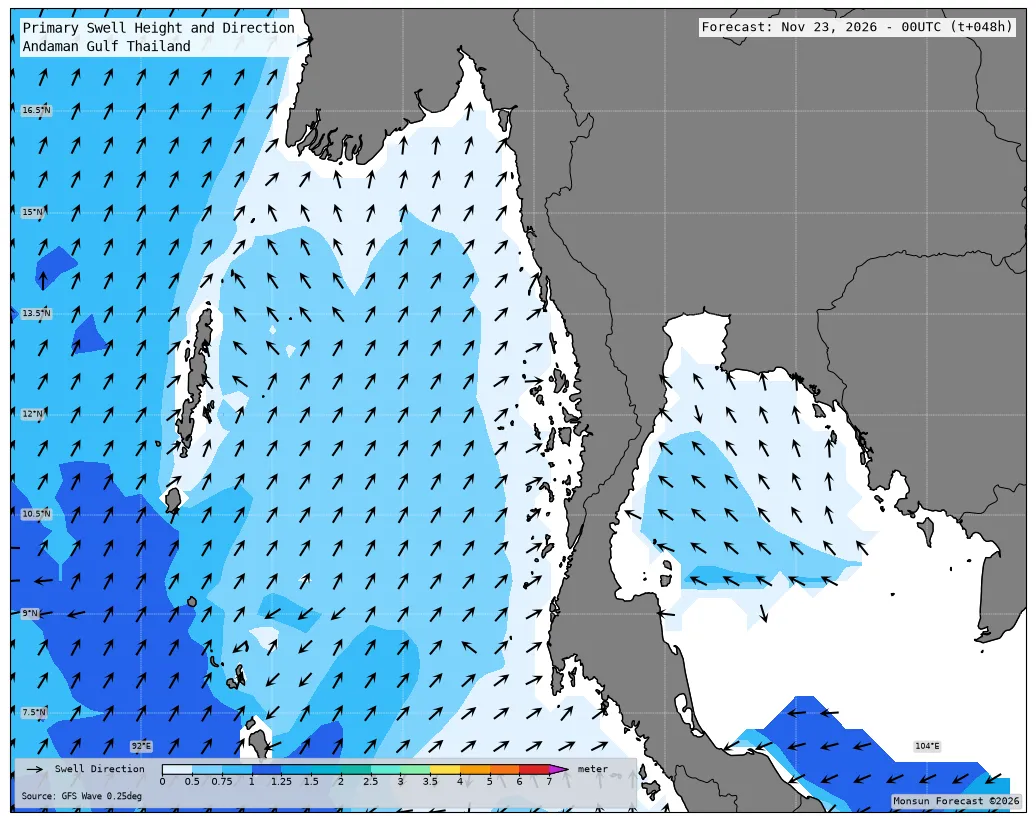 Primary Swell Height and Direction
Andaman Gulf Thailand
Forecast: Nov 23, 2026 - 00UTC (t+048h)
16.5°N
15°N
13.5°N
12°N
10.5°N
9°N
7.5°N
92°E
104°E
Swell Direction
meter
0 0.5 0.75 1 1.25 1.5 2 2.5 3 3.5 4 4.5 5 6 7
Source: GFS Wave 0.25deg
Monsun Forecast ©2026